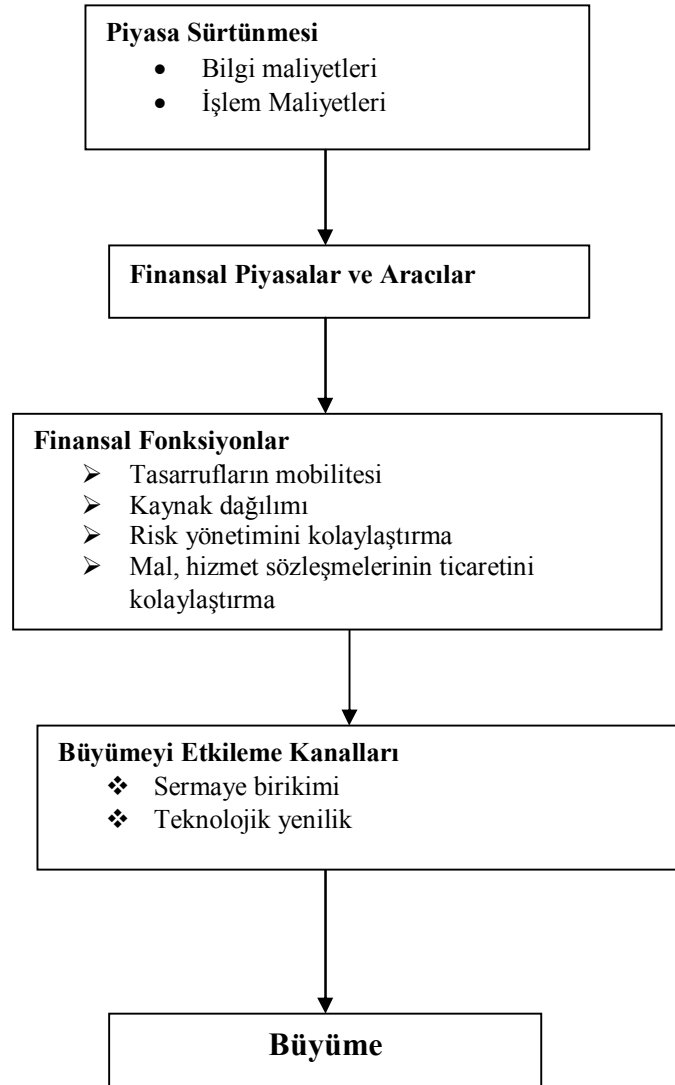 Piyasa Sürtünmesi
• Bilgi maliyetleri
• İşlem Maliyetleri
Finansal Piyasalar ve Aracılar
Finansal Fonksiyonlar
➢ Tasarrufların mobilitesi
➢ Kaynak dağılımı
➢ Risk yönetimini kolaylaştırma
➢ Mal, hizmet sözleşmelerinin ticaretini
kolaylaştırma
Büyümeyi Etkileme Kanalları
❖ Sermaye birikimi
❖ Teknolojik yenilik
Büyüme